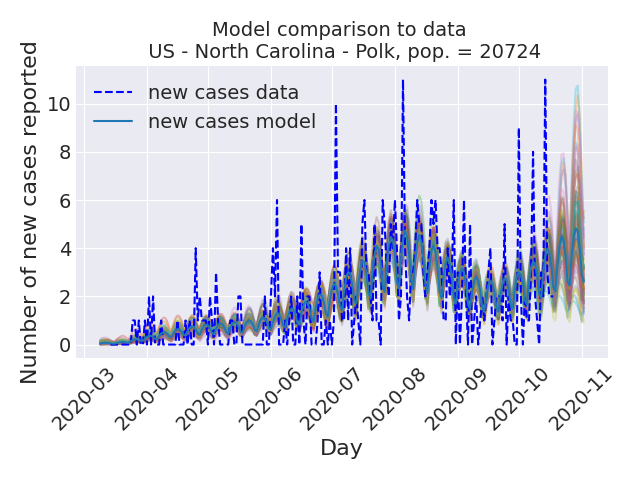 Model comparison to data
US - North Carolina - Polk, pop. = 20724
Number of new cases reported
10
8
6
4
2
0
new cases data
new cases model
2020-03
2020-04
2020-05
2020-06
2020-07
2020-08
2020-09
2020-10
2020-11
Day